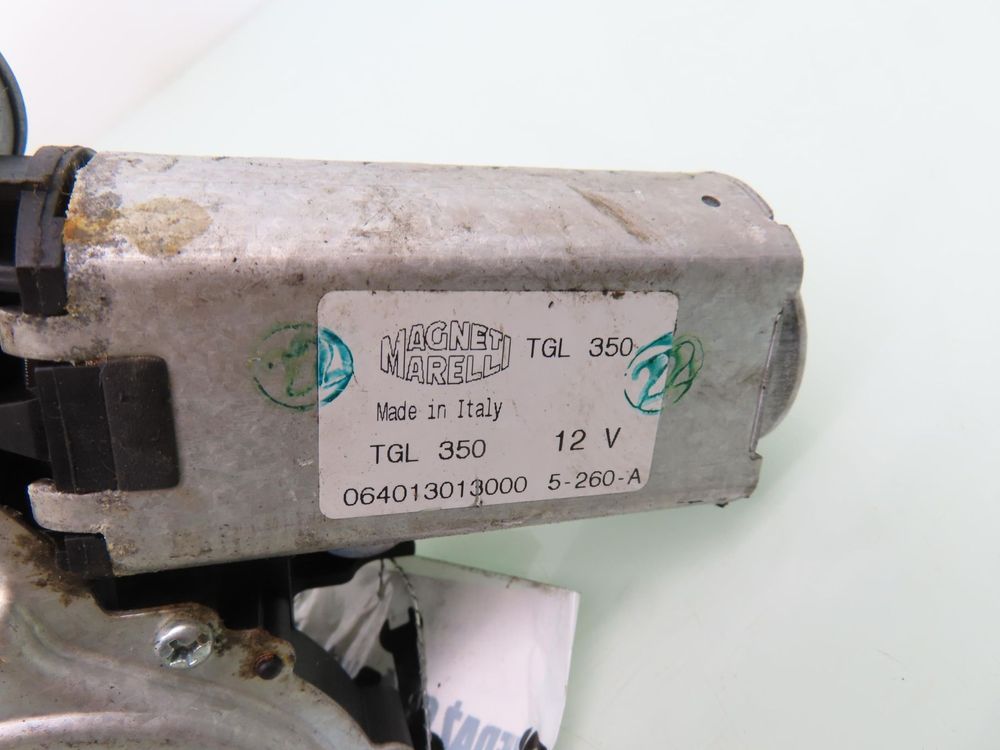 MAGNETI MARELLI TGL 350
Made in Italy
TGL 350 12 V
064013013000 5-260-A